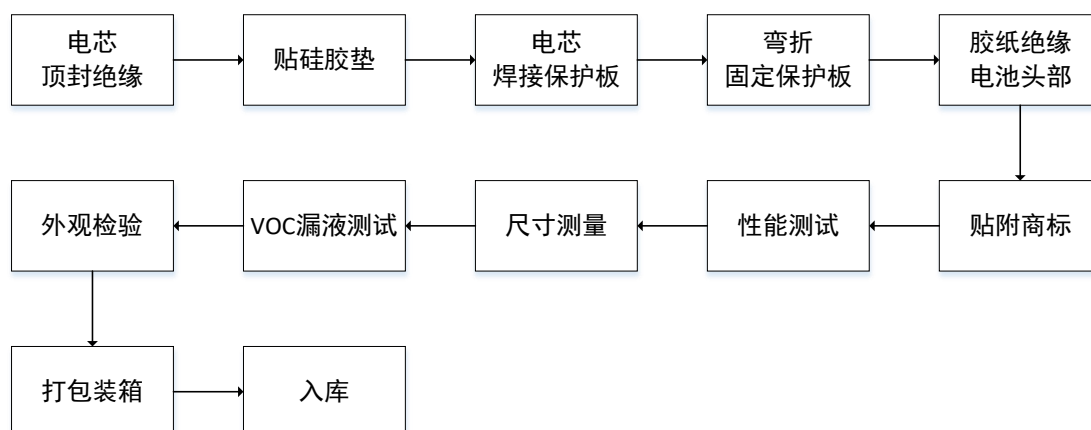 电芯
顶封绝缘
贴硅胶垫
电芯
焊接保护板
弯折
固定保护板
胶纸绝缘
电池头部
贴附商标
性能测试
尺寸测量
VOC漏液测试
外观检验
打包装箱
入库